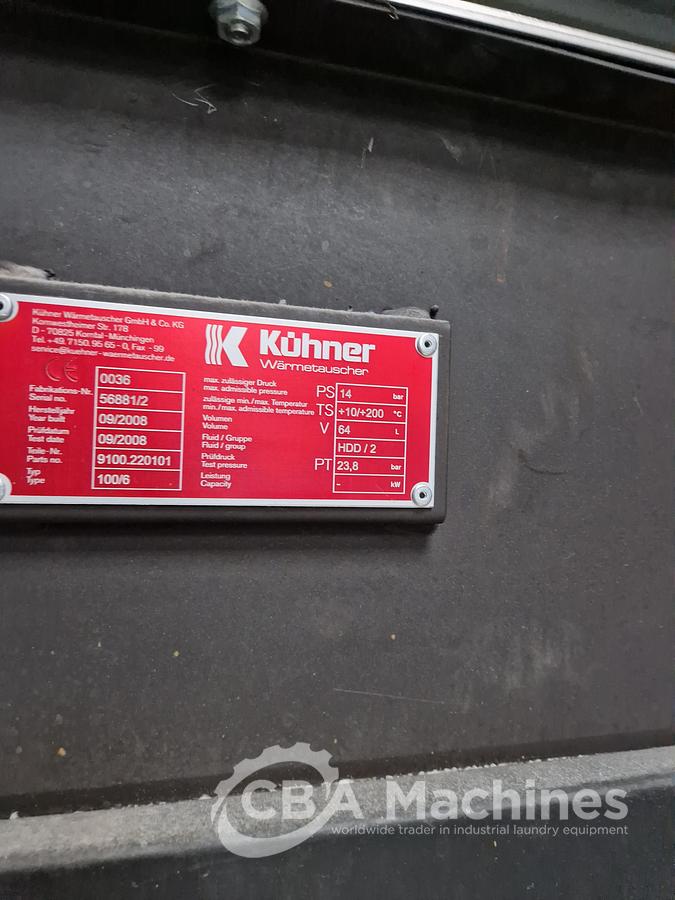 Kühner Wärmetauscher GmbH & Co. KG
Kornwestheimer Str. 178
D - 70825 Korntal-Münchingen
Tel. +49.7150.95 65 - 0, Fax - 99
service@kuehner-waermetauscher.de
K Kühner
Wärmetauscher
CE 0036
Fabrikations-Nr.
Serial no. 56881/2
Herstelljahr
Year built 09/2008
Prüfdatum
Test date 09/2008
Teile-Nr.
Parts no. 9100.220101
Typ
Type 100/6
max. zulässiger Druck
max. admissible pressure PS 14 bar
zulässige min./max. Temperatur
min./max. admissible temperature TS +10/+200 °C
Volumen
Volume V 64 L
Fluid / Gruppe
Fluid / group HDD / 2
Prüfdruck
Test pressure PT 23,8 bar
Leistung
Capacity - kW
CBA Machines
worldwide trader in industrial laundry equipment